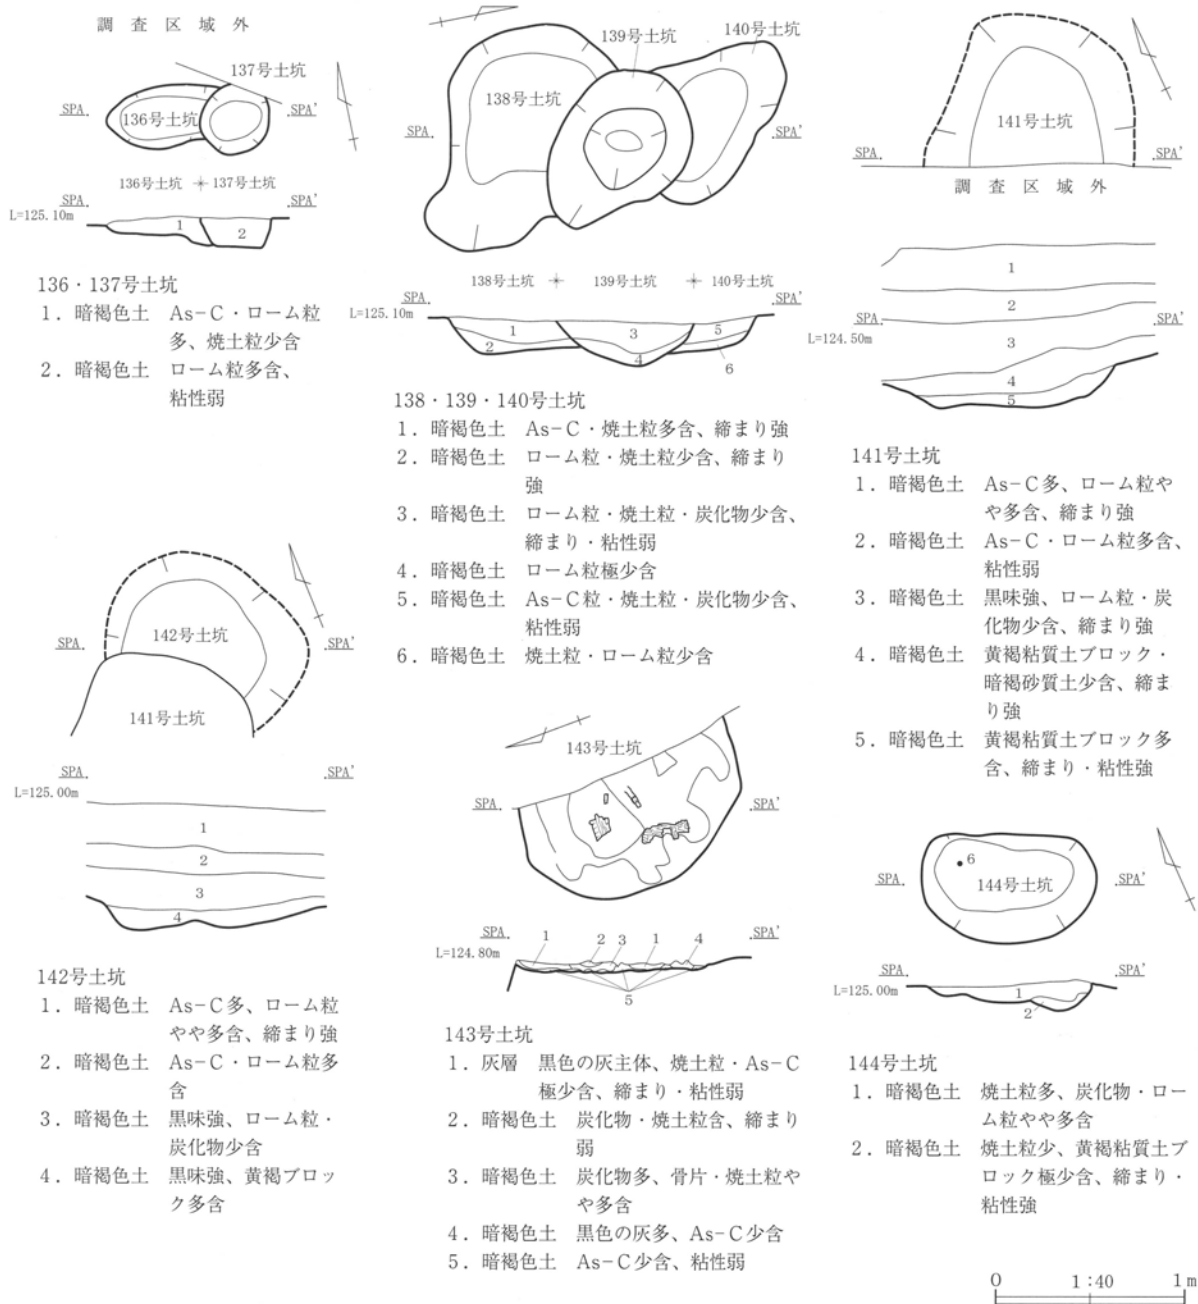 調査区域外
137号土坑
SPA.
136号土坑
.SPA'
136号土坑 137号土坑
SPA.
.SPA'
L=125.10m
1
2
136・137号土坑
1．暗褐色土 As-C・ローム粒
多、焼土粒少含
2．暗褐色土 ローム粒多含、
粘性弱
139号土坑
140号土坑
138号土坑
SPA.
.SPA'
138号土坑 139号土坑 140号土坑
SPA.
.SPA'
L=125.10m
1
3
5
2
4
6
138・139・140号土坑
1．暗褐色土 As-C・焼土粒多含、締まり強
2．暗褐色土 ローム粒・焼土粒少含、締まり
強
3．暗褐色土 ローム粒・焼土粒・炭化物少含、
締まり・粘性弱
4．暗褐色土 ローム粒極少含
5．暗褐色土 As-C粒・焼土粒・炭化物少含、
粘性弱
6．暗褐色土 焼土粒・ローム粒少含
141号土坑
SPA.
.SPA'
調査区域外
1
2
SPA.
.SPA'
L=124.50m
3
4
5
141号土坑
1．暗褐色土 As-C多、ローム粒や
や多含、締まり強
2．暗褐色土 As-C・ローム粒多含、
粘性弱
3．暗褐色土 黒味強、ローム粒・炭
化物少含、締まり強
4．暗褐色土 黄褐粘質土ブロック・
暗褐砂質土少含、締ま
り強
5．暗褐色土 黄褐粘質土ブロック多
含、締まり・粘性強
142号土坑
SPA.
.SPA'
141号土坑
SPA.
.SPA'
L=125.00m
1
2
3
4
142号土坑
1．暗褐色土 As-C多、ローム粒
やや多含、締まり強
2．暗褐色土 As-C・ローム粒多
含
3．暗褐色土 黒味強、ローム粒・
炭化物少含
4．暗褐色土 黒味強、黄褐ブロッ
ク多含
143号土坑
SPA.
.SPA'
SPA.
1 2 3 1 4
.SPA'
L=124.80m
5
143号土坑
1．灰層 黒色の灰主体、焼土粒・As-C
極少含、締まり・粘性弱
2．暗褐色土 炭化物・焼土粒含、締まり
弱
3．暗褐色土 炭化物多、骨片・焼土粒や
や多含
4．暗褐色土 黒色の灰多、As-C少含
5．暗褐色土 As-C少含、粘性弱
6
SPA.
144号土坑
.SPA'
SPA.
.SPA'
L=125.00m
1
2
144号土坑
1．暗褐色土 焼土粒多、炭化物・ロー
ム粒やや多含
2．暗褐色土 焼土粒少、黄褐粘質土ブ
ロック極少含、締まり・
粘性強
0 1:40 1m